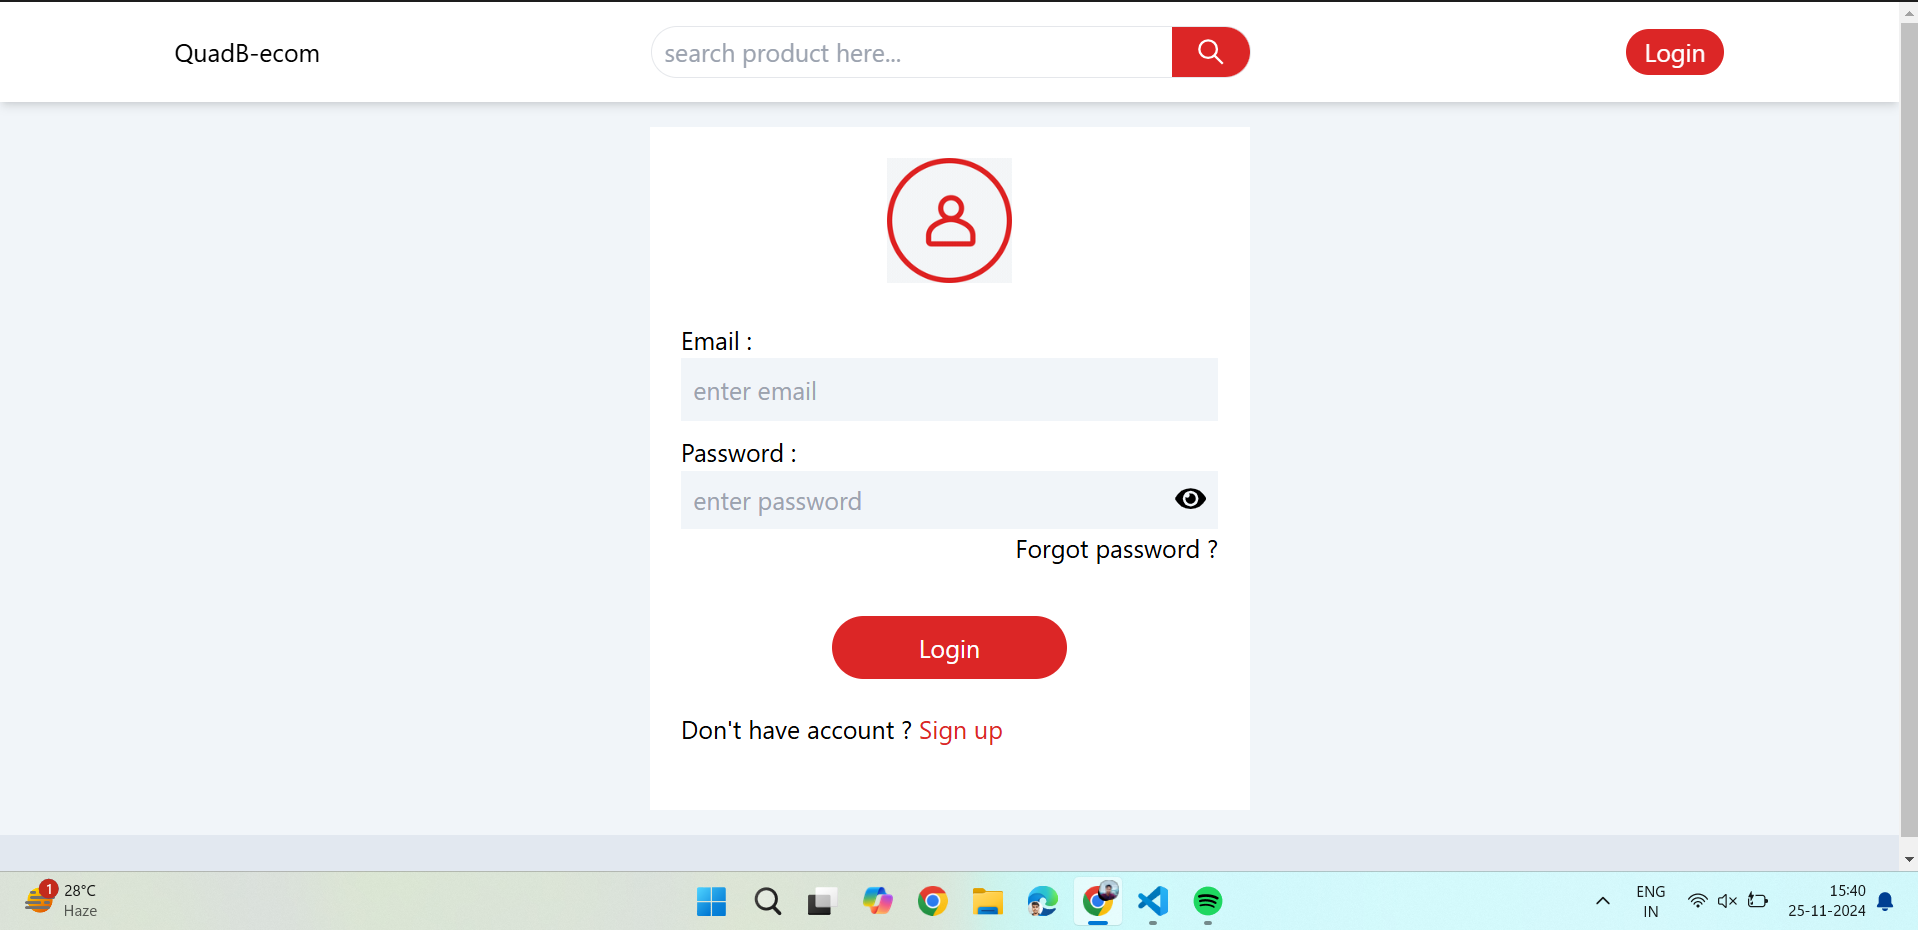 QuadB-ecom
search product here...
Login
Email :
enter email
Password :
enter password
Forgot password ?
Login
Don't have account ? Sign up
1
28°C
Haze
ENG
IN
15:40
25-11-2024